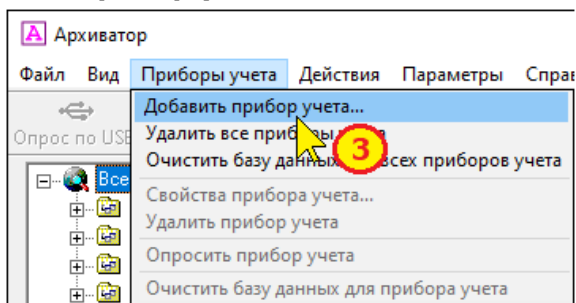 A Архиватор
Файл Вид Приборы учета Действия Параметры Справ
Опрос по USB
Добавить прибор учета...
Удалить все приборы учета
3
Очистить базу данных всех приборов учета
Все
Свойства прибора учета...
Удалить прибор учета
Опросить прибор учета
Очистить базу данных для прибора учета